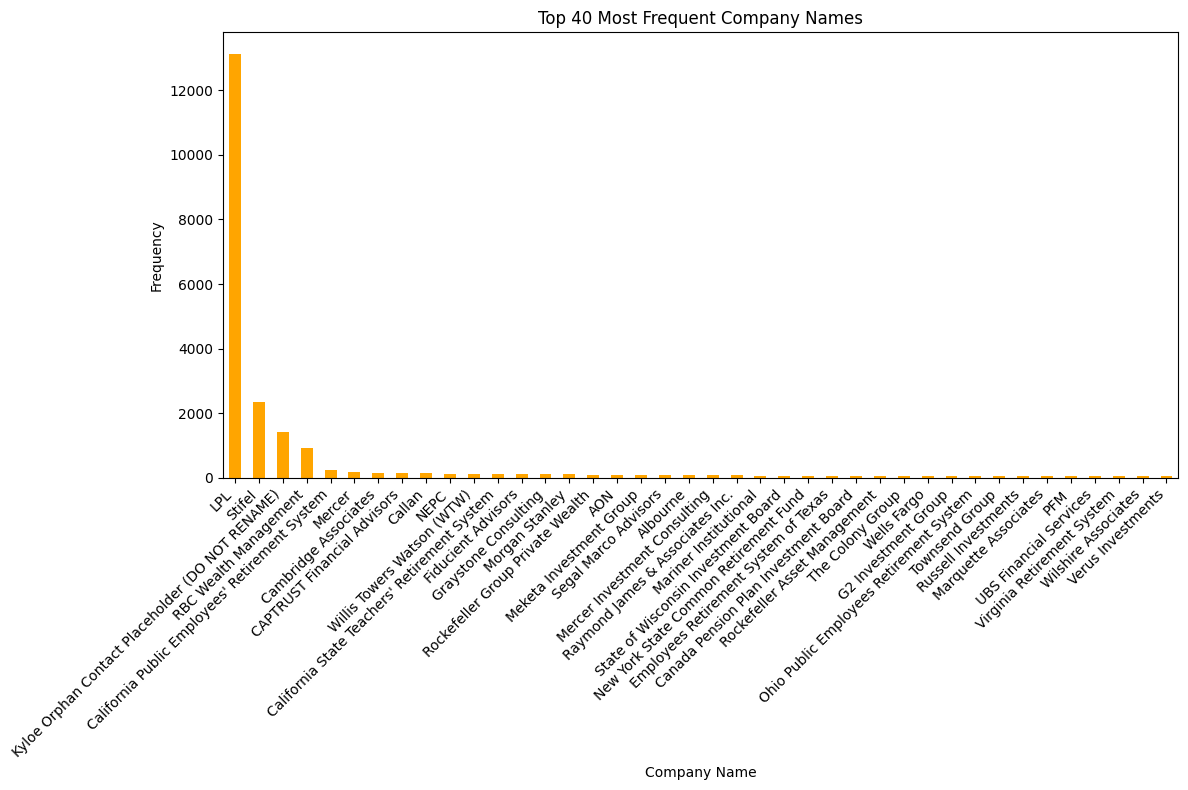 Top 40 Most Frequent Company Names
Frequency
12000
10000
8000
6000
4000
2000
0
LPL
Stifel
Kyloe Orphan Contact Placeholder (DO NOT RENAME)
RBC Wealth Management
California Public Employees' Retirement System
Mercer
Cambridge Associates
CAPTRUST Financial Advisors
Callan
NEPC
Willis Towers Watson (WTW)
California State Teachers' Retirement System
Fiducient Advisors
Graystone Consulting
Morgan Stanley
Rockefeller Group Private Wealth
AON
Meketa Investment Group
Segal Marco Advisors
Albourne
Mercer Investment Consulting
Raymond James & Associates Inc.
Mariner Institutional
State of Wisconsin Investment Board
New York State Common Retirement Fund
Employees Retirement System of Texas
Canada Pension Plan Investment Board
Rockefeller Asset Management
The Colony Group
Wells Fargo
G2 Investment Group
Ohio Public Employees Retirement System
Townsend Group
Russell Investments
Marquette Associates
PFM
UBS Financial Services
Virginia Retirement System
Wilshire Associates
Verus Investments
Company Name